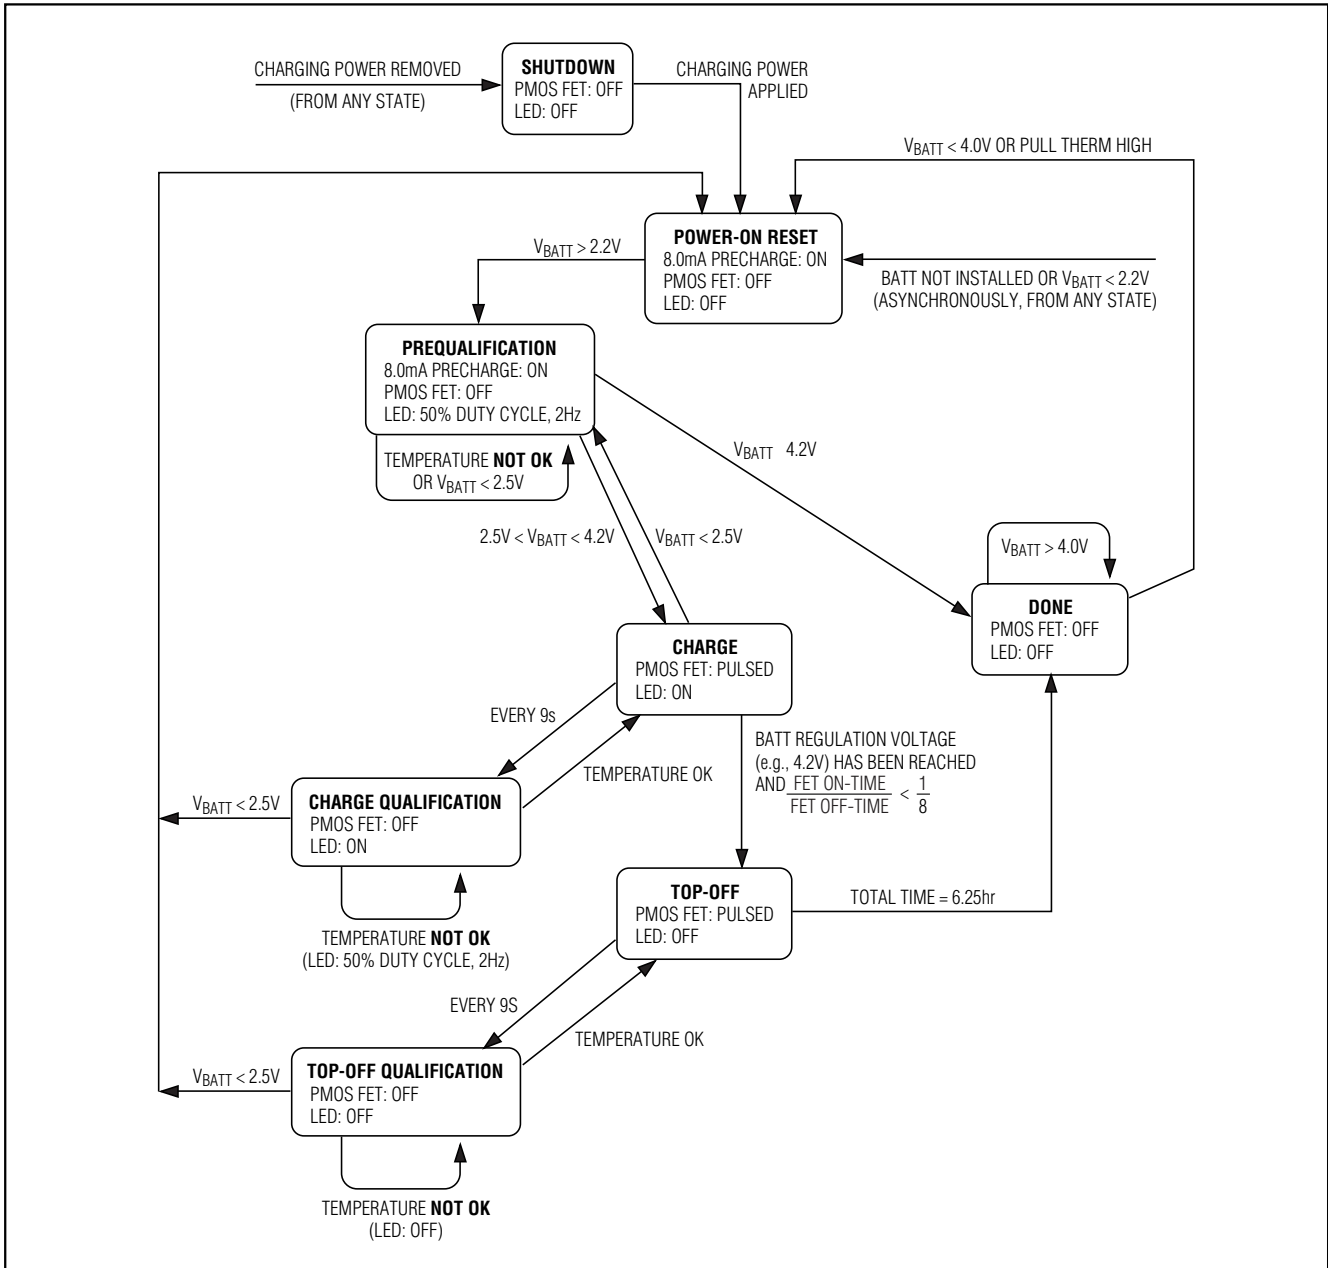 SHUTDOWN
PMOS FET: OFF
LED: OFF
CHARGING POWER REMOVED
(FROM ANY STATE)
CHARGING POWER
APPLIED
VBATT < 4.0V OR PULL THERM HIGH
POWER-ON RESET
8.0mA PRECHARGE: ON
PMOS FET: OFF
LED: OFF
VBATT > 2.2V
BATT NOT INSTALLED OR VBATT < 2.2V
(ASYNCHRONOUSLY, FROM ANY STATE)
PREQUALIFICATION
8.0mA PRECHARGE: ON
PMOS FET: OFF
LED: 50% DUTY CYCLE, 2Hz
TEMPERATURE NOT OK
OR VBATT < 2.5V
VBATT 4.2V
2.5V < VBATT < 4.2V
VBATT < 2.5V
VBATT > 4.0V
DONE
PMOS FET: OFF
LED: OFF
CHARGE
PMOS FET: PULSED
LED: ON
EVERY 9s
TEMPERATURE OK
BATT REGULATION VOLTAGE
(e.g., 4.2V) HAS BEEN REACHED
AND FET ON-TIME / FET OFF-TIME < 1/8
VBATT < 2.5V
CHARGE QUALIFICATION
PMOS FET: OFF
LED: ON
TEMPERATURE NOT OK
(LED: 50% DUTY CYCLE, 2Hz)
TOP-OFF
PMOS FET: PULSED
LED: OFF
TOTAL TIME = 6.25hr
EVERY 9S
TEMPERATURE OK
VBATT < 2.5V
TOP-OFF QUALIFICATION
PMOS FET: OFF
LED: OFF
TEMPERATURE NOT OK
(LED: OFF)